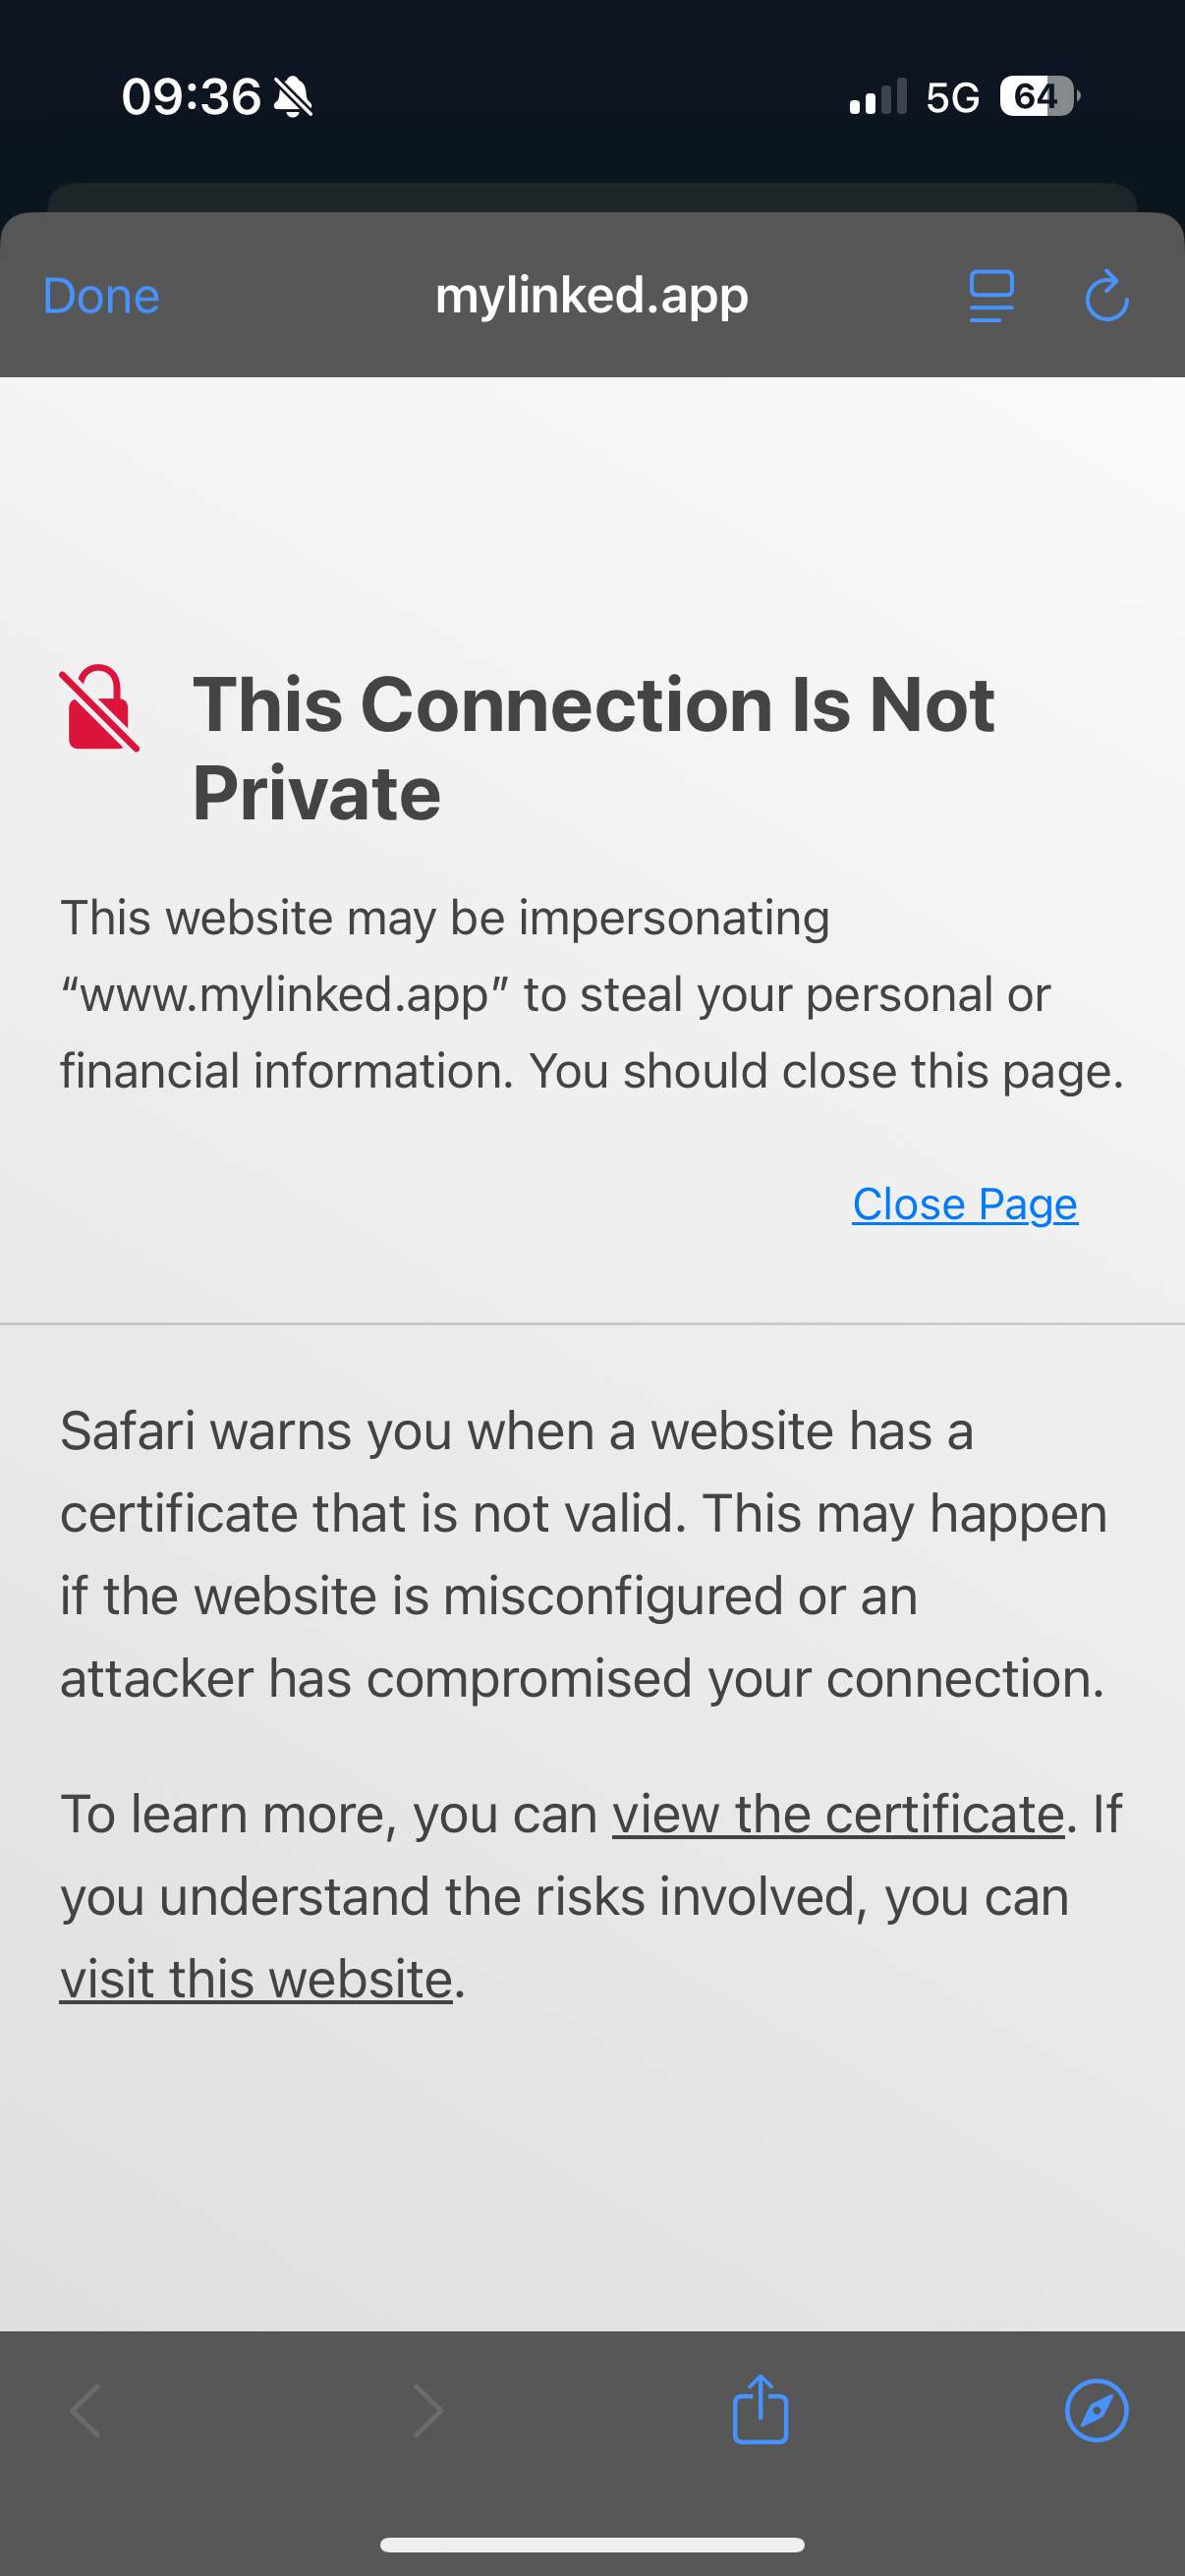 09:36
5G
64
Done
mylinked.app
This Connection Is Not
Private
This website may be impersonating
“www.mylinked.app” to steal your personal or
financial information. You should close this page.
Close Page
Safari warns you when a website has a
certificate that is not valid. This may happen
if the website is misconfigured or an
attacker has compromised your connection.
To learn more, you can view the certificate. If
you understand the risks involved, you can
visit this website.